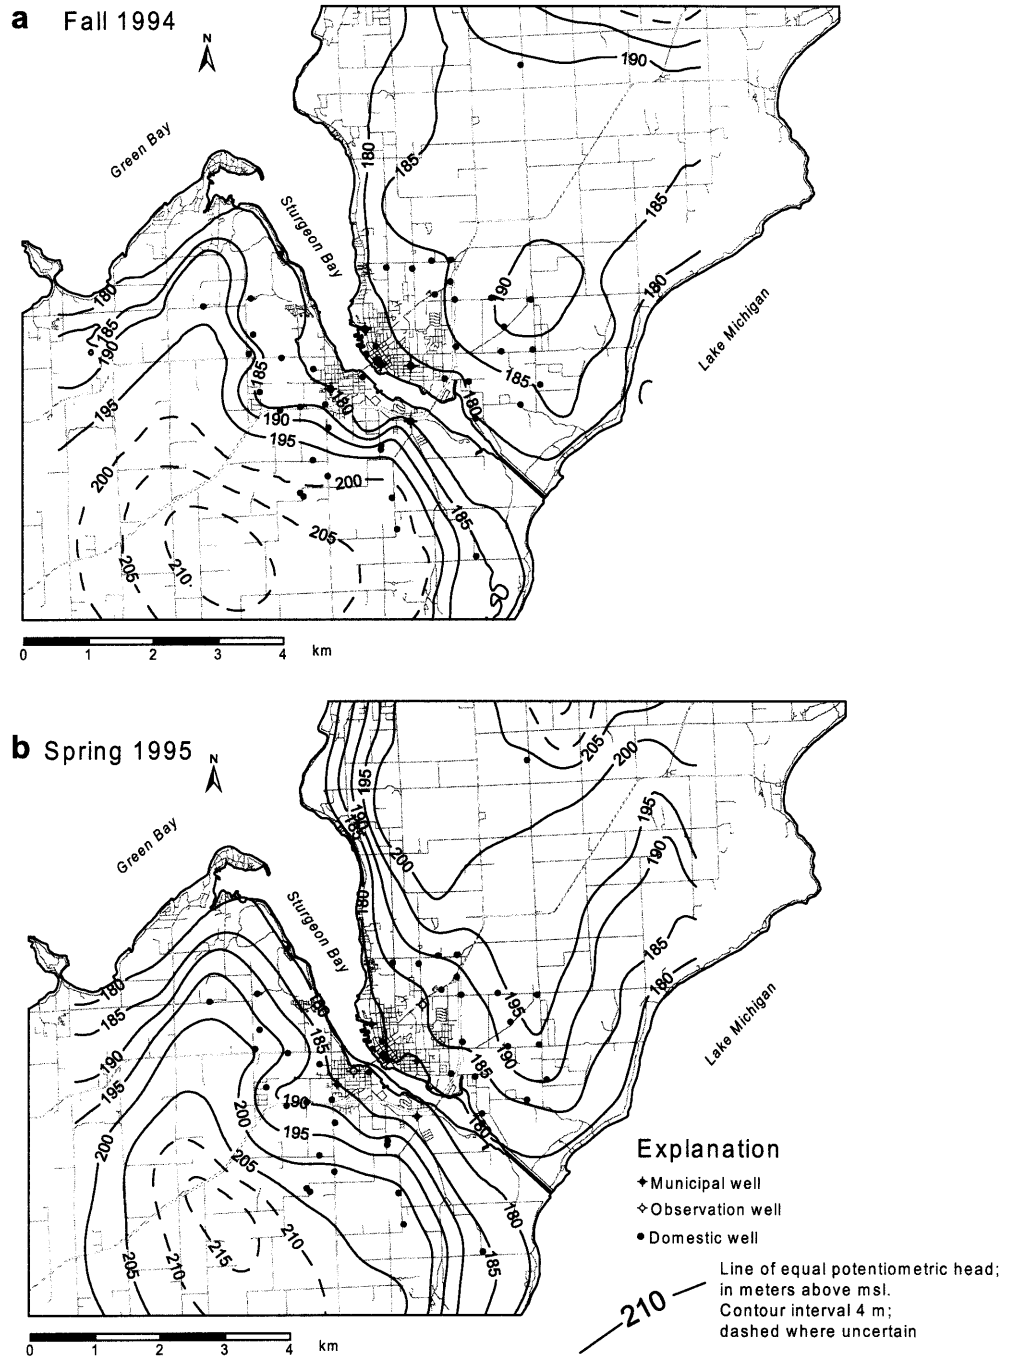 a Fall 1994
N
Green Bay
Sturgeon Bay
Lake Michigan
190
180
185
185
190
180
180
185
190
195
185
185
180
180
190
195
200
200
205
185
205
210
0 1 2 3 4 km
b Spring 1995
N
Green Bay
Sturgeon Bay
Lake Michigan
205
200
195
190
185
195
200
190
180
185
180
180
185
190
195
180
185
195
190
185
200
190
195
180
200
205
180
210
205
210
215
185
0 1 2 3 4 km
Explanation
Municipal well
Observation well
Domestic well
210
Line of equal potentiometric head;
in meters above msl.
Contour interval 4 m;
dashed where uncertain